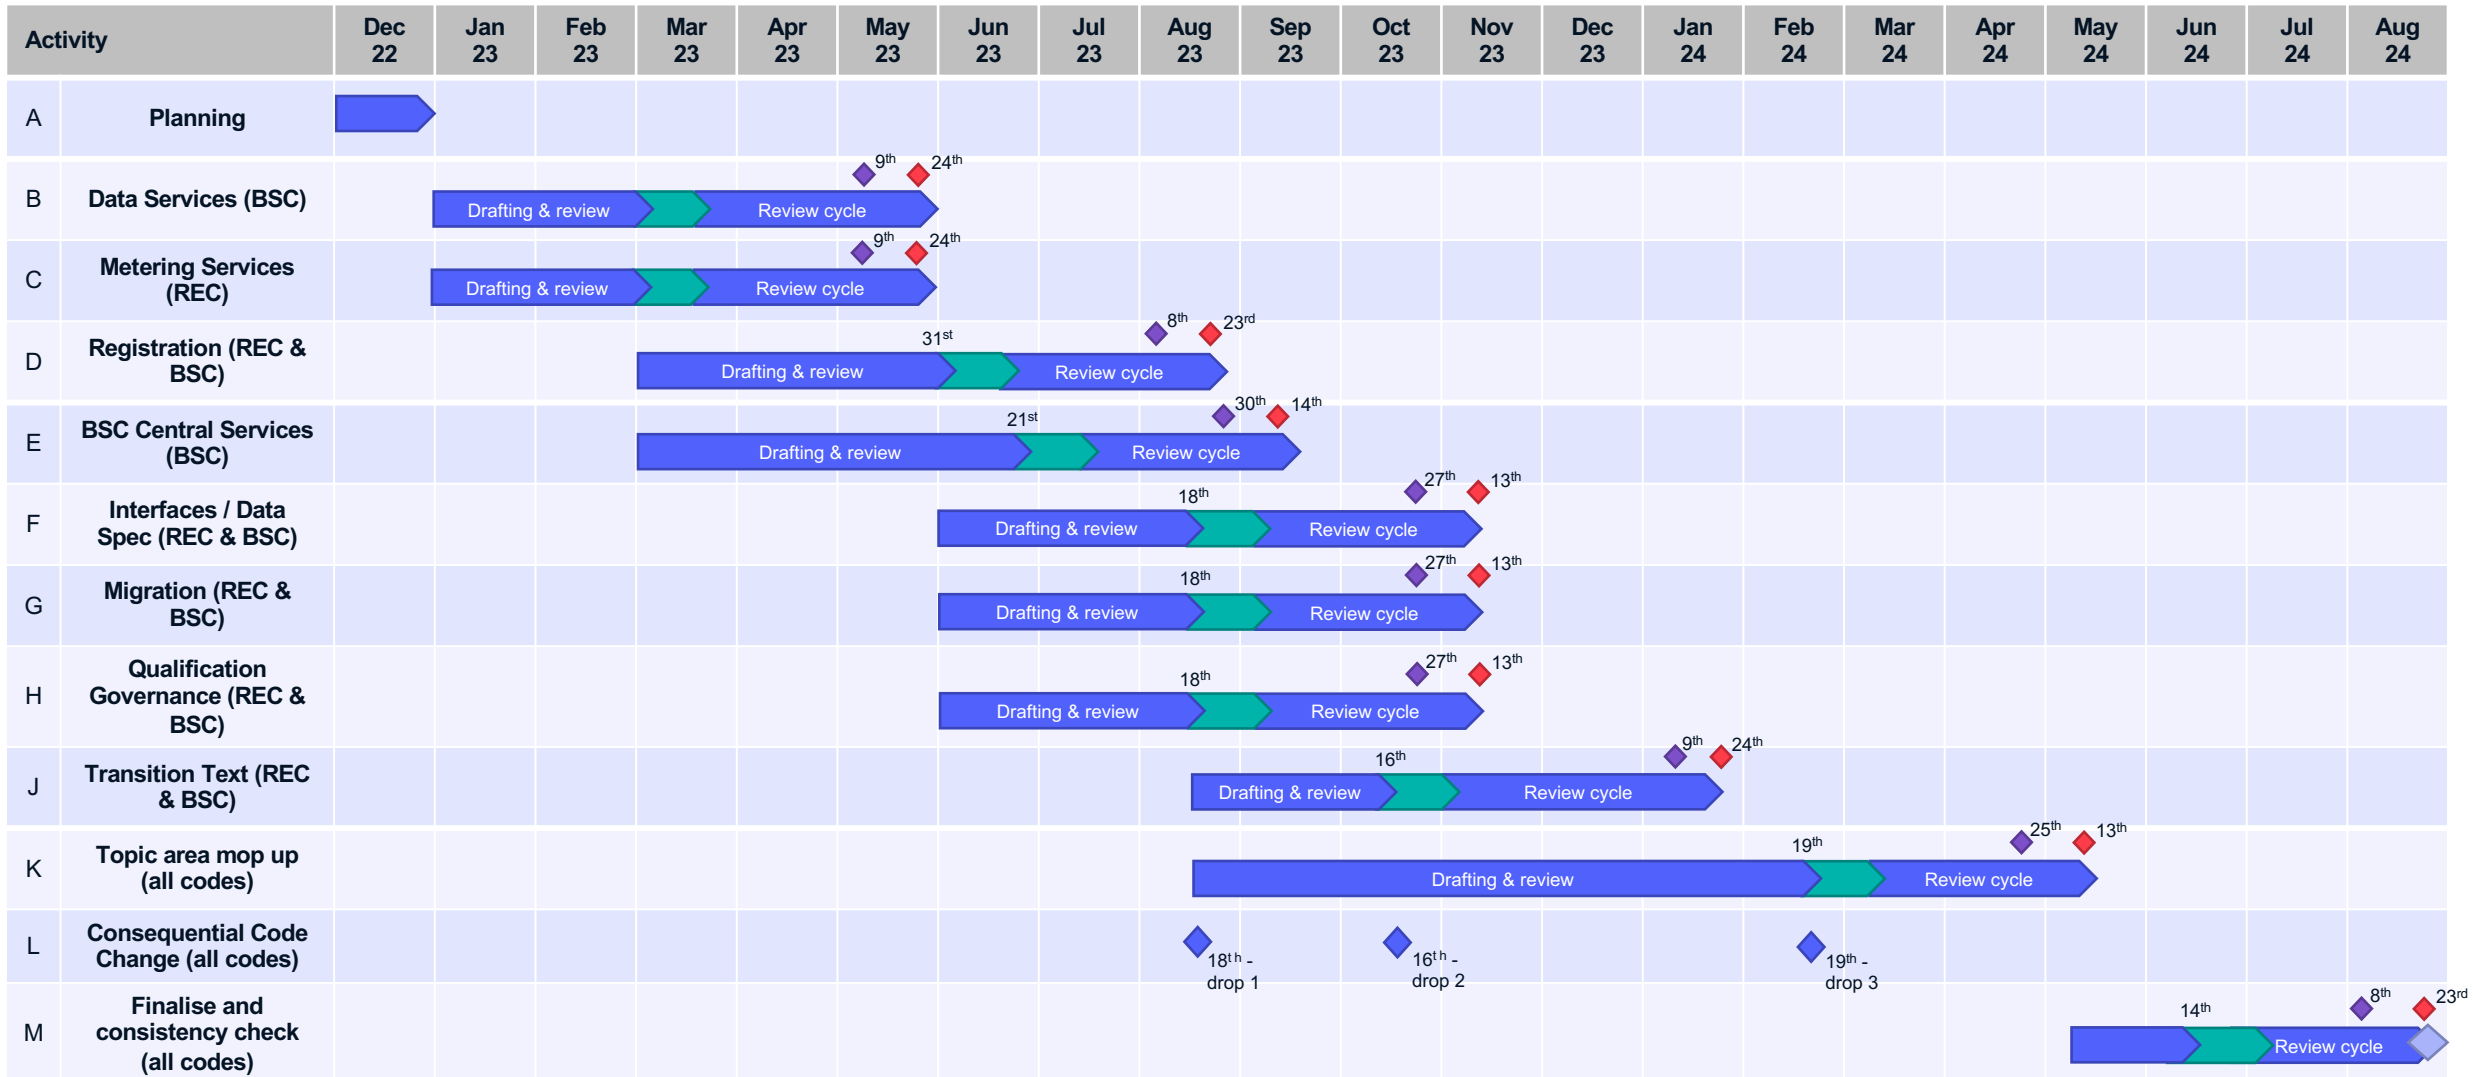 Activity
Dec 22
Jan 23
Feb 23
Mar 23
Apr 23
May 23
Jun 23
Jul 23
Aug 23
Sep 23
Oct 23
Nov 23
Dec 23
Jan 24
Feb 24
Mar 24
Apr 24
May 24
Jun 24
Jul 24
Aug 24
A
Planning
B
Data Services (BSC)
9th
24th
Drafting & review
Review cycle
C
Metering Services
(REC)
9th
24th
Drafting & review
Review cycle
D
Registration (REC &
BSC)
31st
8th
23rd
Drafting & review
Review cycle
E
BSC Central Services
(BSC)
21st
30th
14th
Drafting & review
Review cycle
F
Interfaces / Data
Spec (REC & BSC)
18th
27th
13th
Drafting & review
Review cycle
G
Migration (REC &
BSC)
18th
27th
13th
Drafting & review
Review cycle
H
Qualification
Governance (REC &
BSC)
18th
27th
13th
Drafting & review
Review cycle
J
Transition Text (REC
& BSC)
16th
9th
24th
Drafting & review
Review cycle
K
Topic area mop up
(all codes)
19th
25th
13th
Drafting & review
Review cycle
L
Consequential Code
Change (all codes)
18th -
drop 1
16th -
drop 2
19th -
drop 3
M
Finalise and
consistency check
(all codes)
14th
8th
23rd
Review cycle